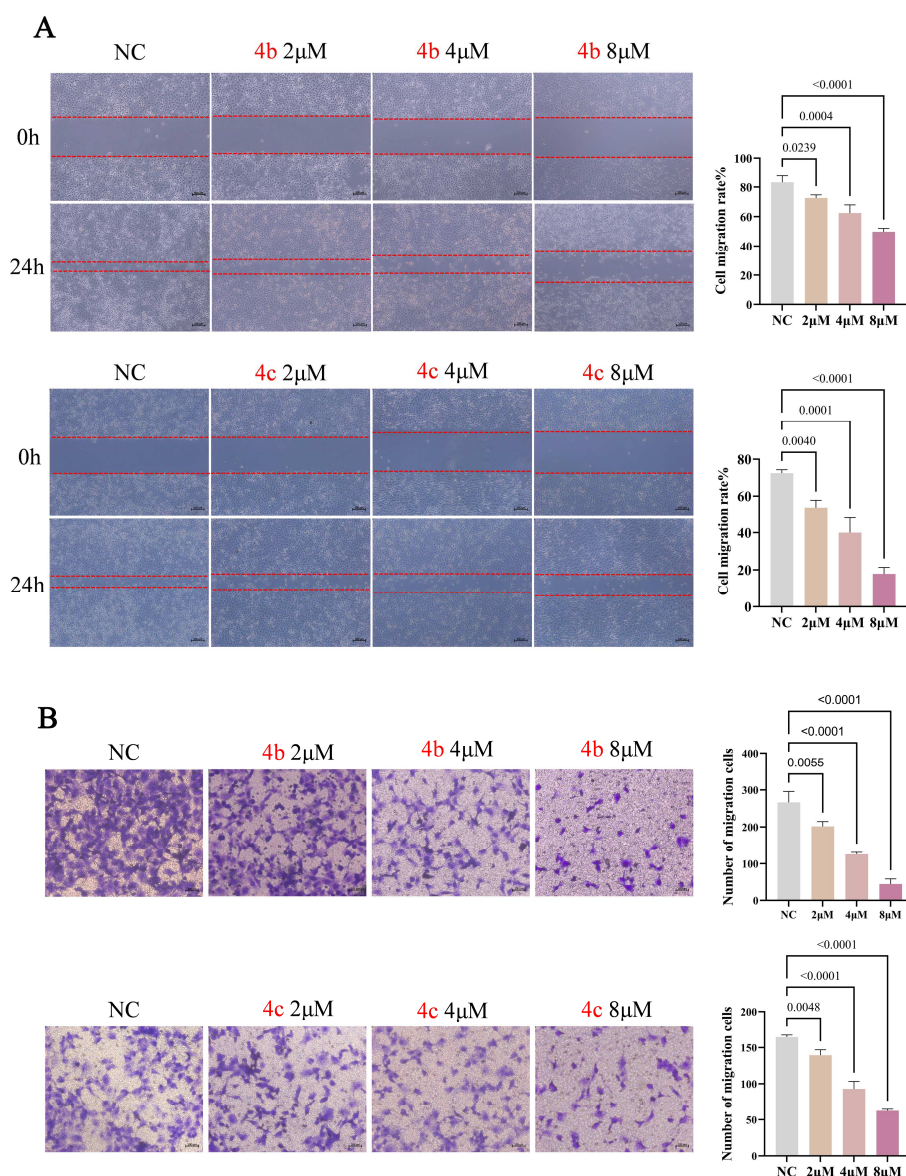 A
NC 4b 2μM 4b 4μM 4b 8μM
0h
24h
<0.0001
0.0004
0.0239
Cell migration rate%
100
80
60
40
20
0
NC 2μM 4μM 8μM
NC 4c 2μM 4c 4μM 4c 8μM
0h
24h
<0.0001
0.0001
0.0040
Cell migration rate%
80
60
40
20
0
NC 2μM 4μM 8μM
B
NC 4b 2μM 4b 4μM 4b 8μM
<0.0001
<0.0001
0.0055
Number of migration cells
400
300
200
100
0
NC 2μM 4μM 8μM
NC 4c 2μM 4c 4μM 4c 8μM
<0.0001
<0.0001
0.0048
Number of migration cells
200
150
100
50
0
NC 2μM 4μM 8μM